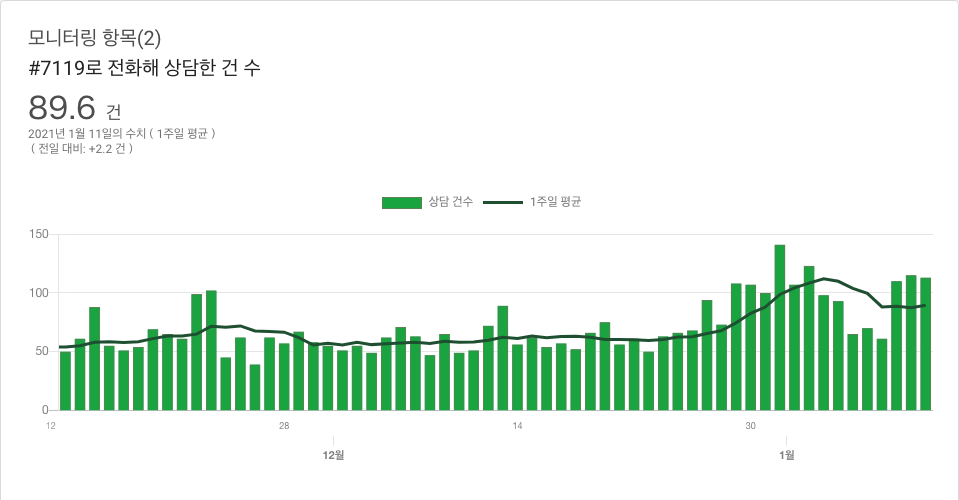 모니터링 항목(2)
#7119로 전화해 상담한 건 수
89.6 건
2021년 1월 11일의 수치 ( 1주일 평균 )
( 전일 대비: +2.2 건 )
상담 건수 1주일 평균
150
100
50
0
12 28 14 30
12월 1월